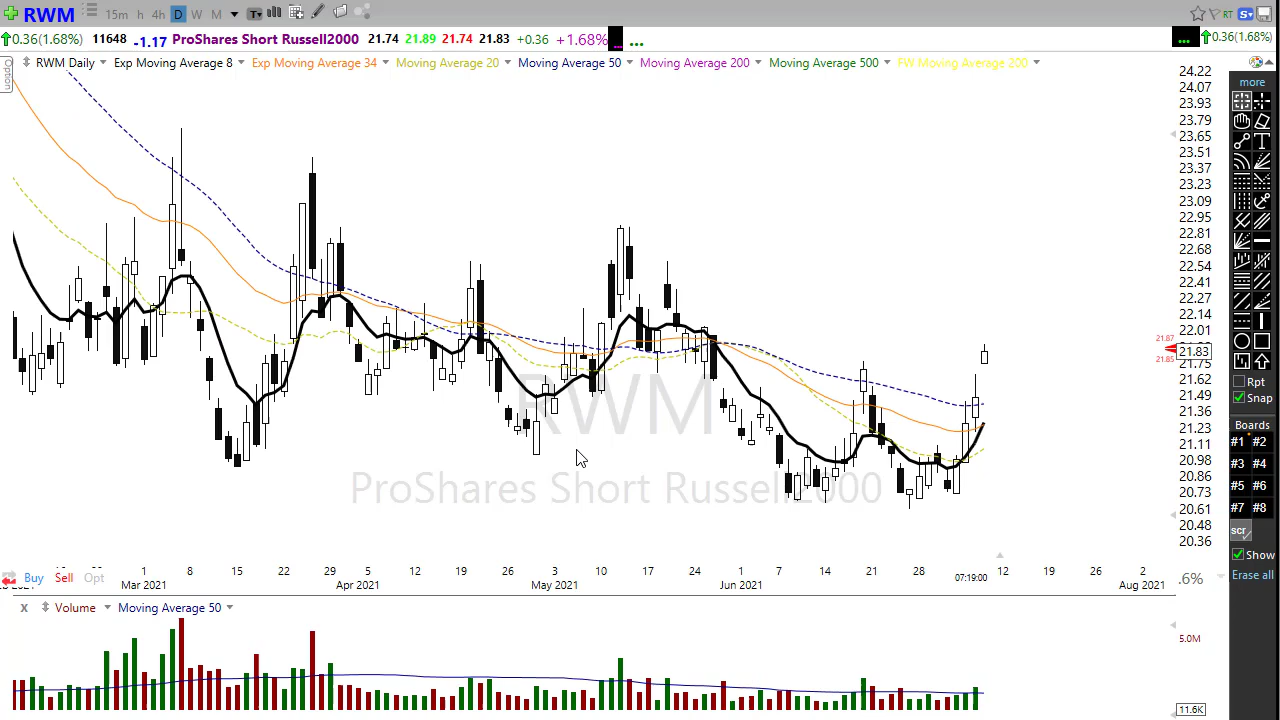 RWM 15m h 4h D W M T RT S
0.36(1.68%) 11648 -1.17 ProShares Short Russell2000 21.74 21.89 21.74 21.83 +0.36 +1.68% ... ... ... 0.36(1.68%)
Option RWM Daily Exp Moving Average 8 Exp Moving Average 34 Moving Average 20 Moving Average 50 Moving Average 200 Moving Average 500 FW Moving Average 200
24.22
24.07
23.93
23.79
23.65
23.51
23.37
23.23
23.09
22.95
22.81
22.68
22.54
22.41
22.27
22.14
22.01
21.87
21.83
21.85
21.75
21.62
21.49
21.36
21.23
21.11
20.98
20.86
20.73
20.61
20.48
20.36
more
T
Rpt
Snap
Boards
#1 #2
#3 #4
#5 #6
#7 #8
scr
Show
Erase all
RWM
ProShares Short Russell2000
Buy Sell Opt
8 15 22 29 5 12 19 26 3 10 17 24 1 7 14 21 28 07:19:00 12 19 26 2
Mar 2021 Apr 2021 May 2021 Jun 2021 Aug 2021
.6%
x Volume Moving Average 50
5.0M
11.6K